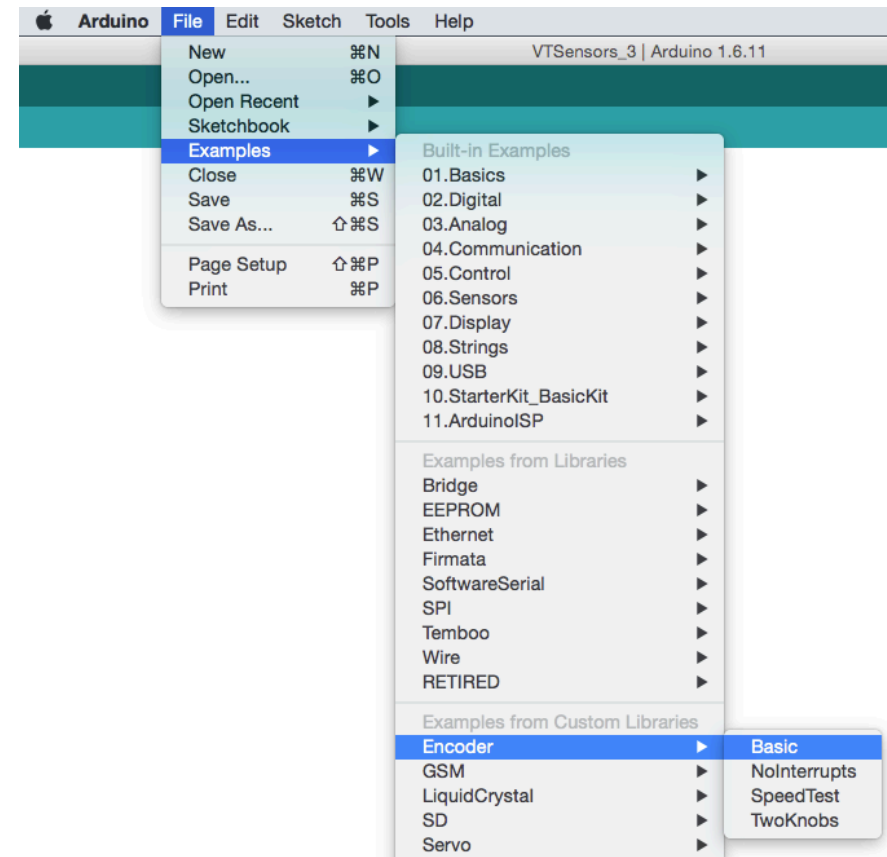 Arduino File Edit Sketch Tools Help
VTSensors_3 | Arduino 1.6.11
New ⌘N
Open... ⌘O
Open Recent ▶
Sketchbook ▶
Examples ▶
Close ⌘W
Save ⌘S
Save As... ⇧⌘S
Page Setup ⇧⌘P
Print ⌘P
Built-in Examples
01.Basics ▶
02.Digital ▶
03.Analog ▶
04.Communication ▶
05.Control ▶
06.Sensors ▶
07.Display ▶
08.Strings ▶
09.USB ▶
10.StarterKit_BasicKit ▶
11.ArduinoISP ▶
Examples from Libraries
Bridge ▶
EEPROM ▶
Ethernet ▶
Firmata ▶
SoftwareSerial ▶
SPI ▶
Temboo ▶
Wire ▶
RETIRED ▶
Examples from Custom Libraries
Encoder ▶
GSM ▶
LiquidCrystal ▶
SD ▶
Servo ▶
Basic
NoInterrupts
SpeedTest
TwoKnobs